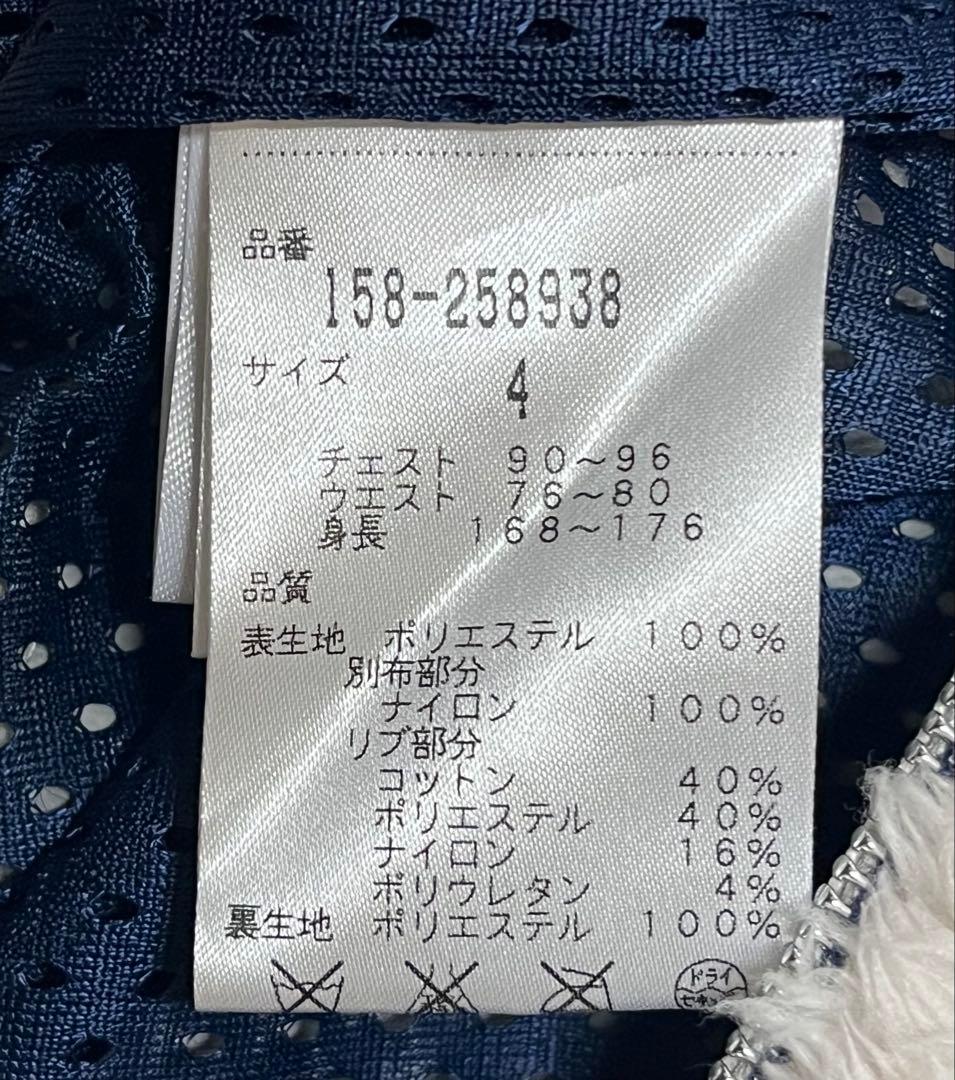 品番
158-258938
サイズ 4
チェスト 90～96
ウエスト 76～80
身長 168～176
品質
表生地 ポリエステル 100%
別布部分
ナイロン 100%
リブ部分
コットン 40%
ポリエステル 40%
ナイロン 16%
ポリウレタン 4%
裏生地 ポリエステル 100%
ドライ